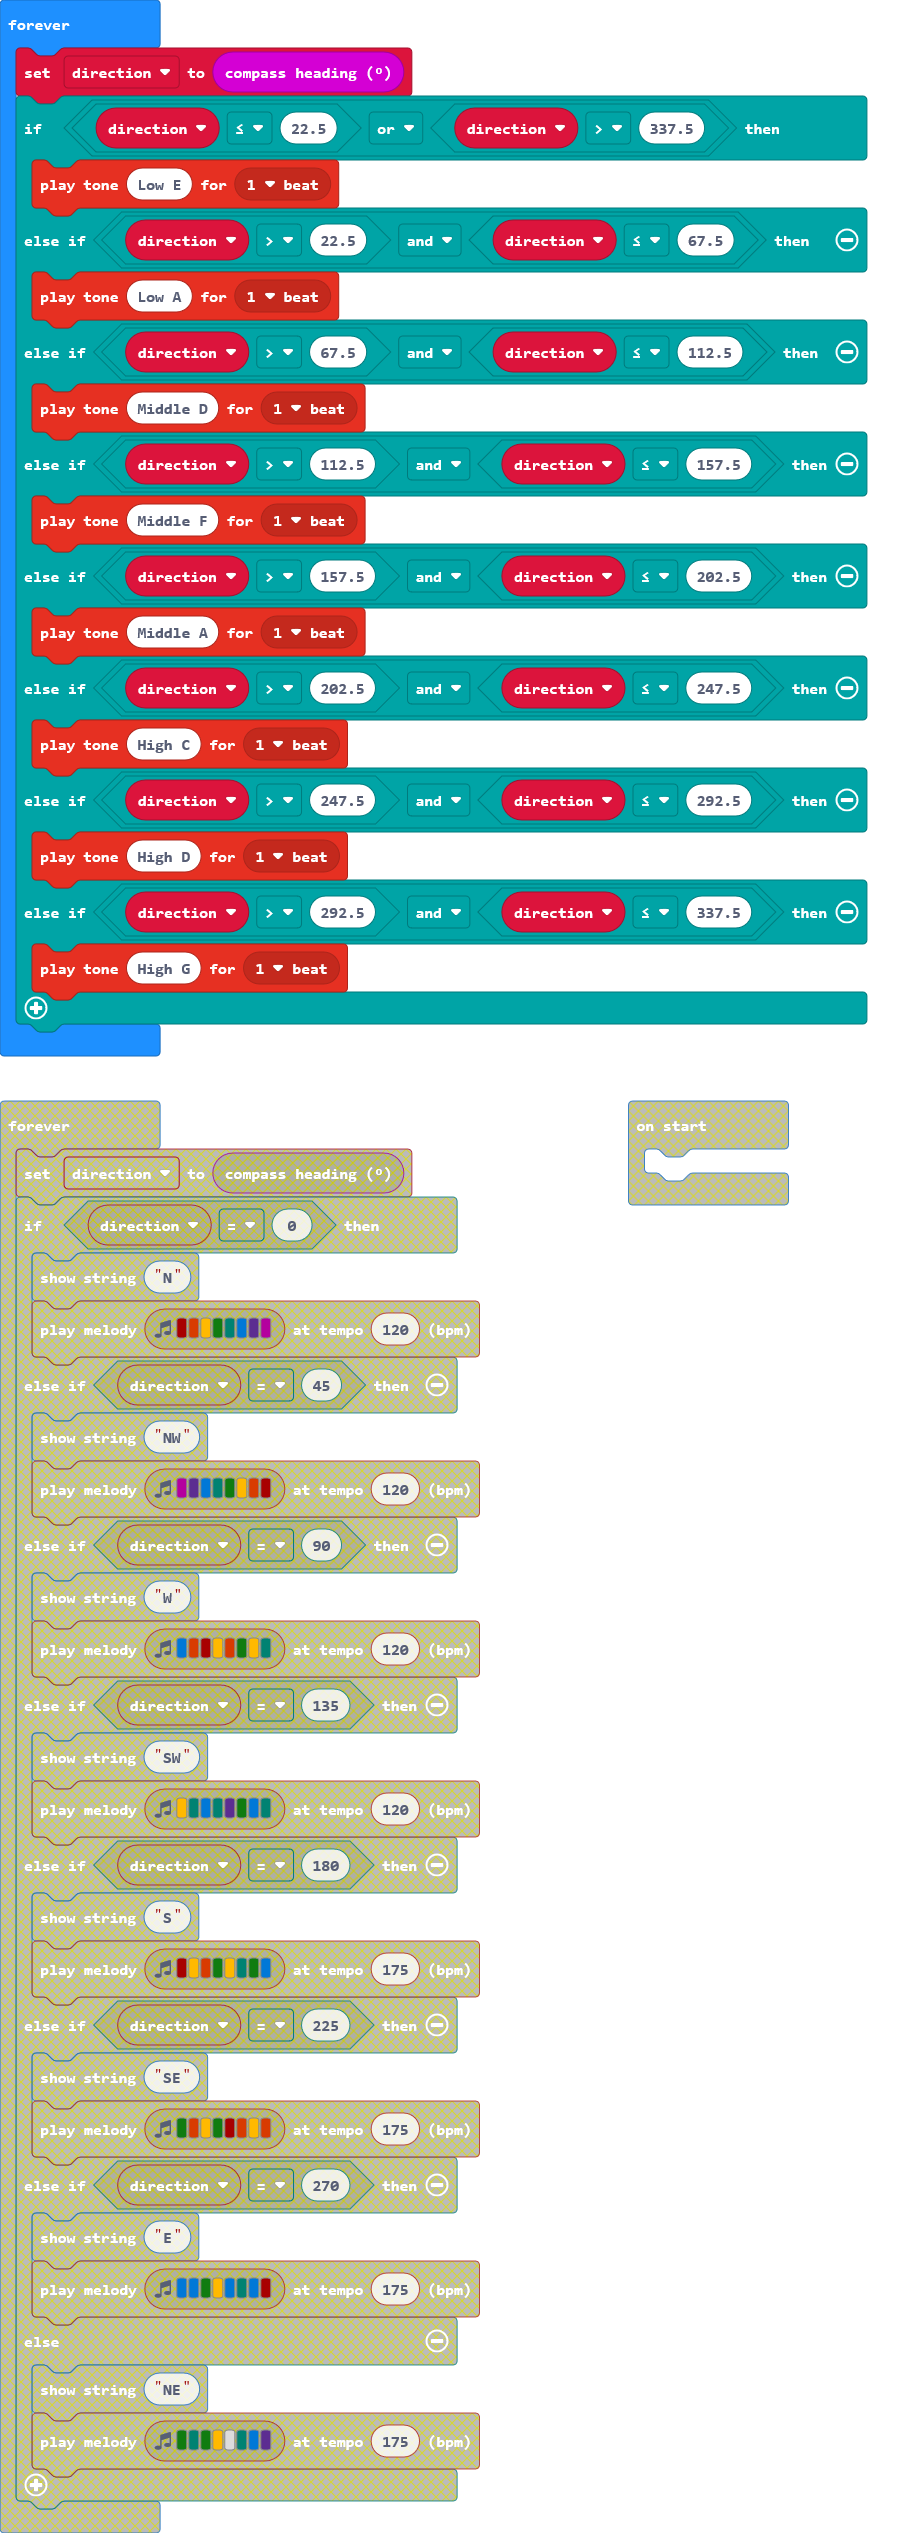 forever
set direction to compass heading (º)
if direction ≤ 22.5 or direction > 337.5 then
play tone Low E for 1 beat
else if direction > 22.5 and direction ≤ 67.5 then
play tone Low A for 1 beat
else if direction > 67.5 and direction ≤ 112.5 then
play tone Middle D for 1 beat
else if direction > 112.5 and direction ≤ 157.5 then
play tone Middle F for 1 beat
else if direction > 157.5 and direction ≤ 202.5 then
play tone Middle A for 1 beat
else if direction > 202.5 and direction ≤ 247.5 then
play tone High C for 1 beat
else if direction > 247.5 and direction ≤ 292.5 then
play tone High D for 1 beat
else if direction > 292.5 and direction ≤ 337.5 then
play tone High G for 1 beat
forever
set direction to compass heading (º)
if direction = 0 then
show string "N"
play melody at tempo 120 (bpm)
else if direction = 45 then
show string "NW"
play melody at tempo 120 (bpm)
else if direction = 90 then
show string "W"
play melody at tempo 120 (bpm)
else if direction = 135 then
show string "SW"
play melody at tempo 120 (bpm)
else if direction = 180 then
show string "S"
play melody at tempo 175 (bpm)
else if direction = 225 then
show string "SE"
play melody at tempo 175 (bpm)
else if direction = 270 then
show string "E"
play melody at tempo 175 (bpm)
else
show string "NE"
play melody at tempo 175 (bpm)
on start